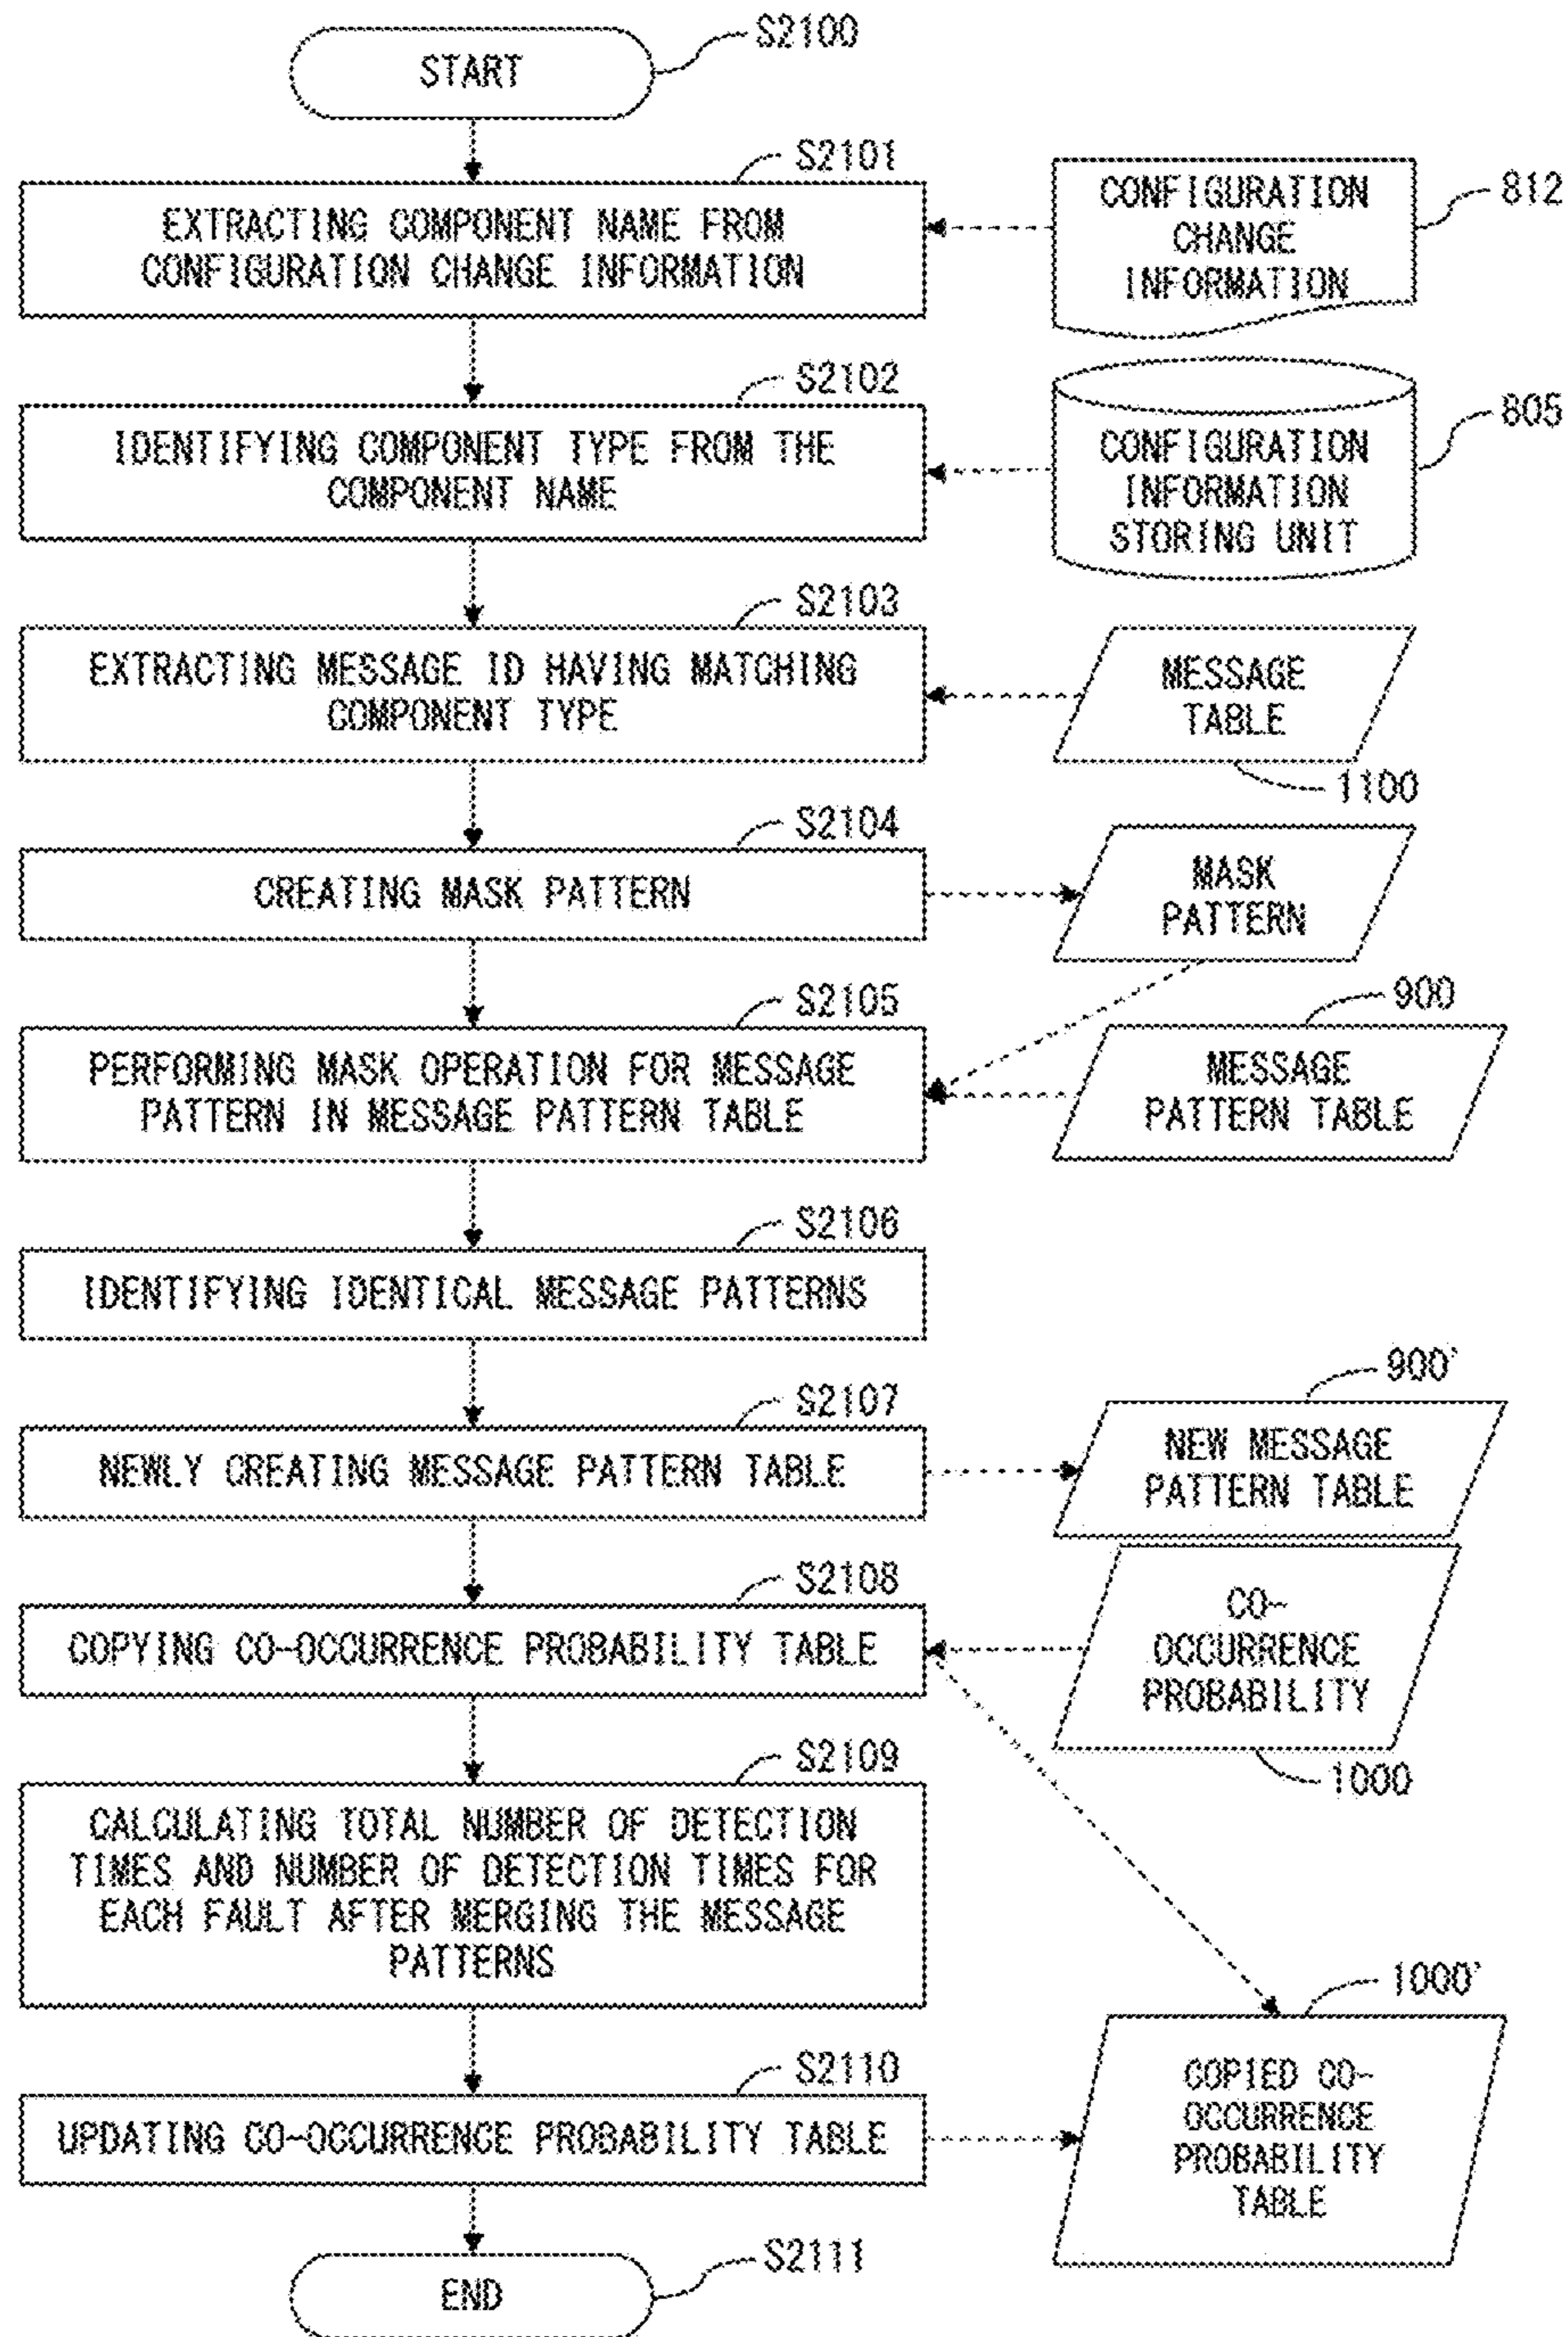 START
S2100
S2101
EXTRACTING COMPONENT NAME FROM
CONFIGURATION CHANGE INFORMATION
CONFIGURATION
CHANGE
INFORMATION
812
S2102
IDENTIFYING COMPONENT TYPE FROM THE
COMPONENT NAME
CONFIGURATION
INFORMATION
STORING UNIT
805
S2103
EXTRACTING MESSAGE ID HAVING MATCHING
COMPONENT TYPE
MESSAGE
TABLE
1100
S2104
CREATING MASK PATTERN
MASK
PATTERN
S2105
PERFORMING MASK OPERATION FOR MESSAGE
PATTERN IN MESSAGE PATTERN TABLE
900
MESSAGE
PATTERN TABLE
S2106
IDENTIFYING IDENTICAL MESSAGE PATTERNS
S2107
NEWLY CREATING MESSAGE PATTERN TABLE
900'
NEW MESSAGE
PATTERN TABLE
S2108
COPYING CO-OCCURRENCE PROBABILITY TABLE
CO-
OCCURRENCE
PROBABILITY
1000
S2109
CALCULATING TOTAL NUMBER OF DETECTION
TIMES AND NUMBER OF DETECTION TIMES FOR
EACH FAULT AFTER MERGING THE MESSAGE
PATTERNS
1000'
S2110
UPDATING CO-OCCURRENCE PROBABILITY TABLE
COPIED CO-
OCCURRENCE
PROBABILITY
TABLE
END
S2111